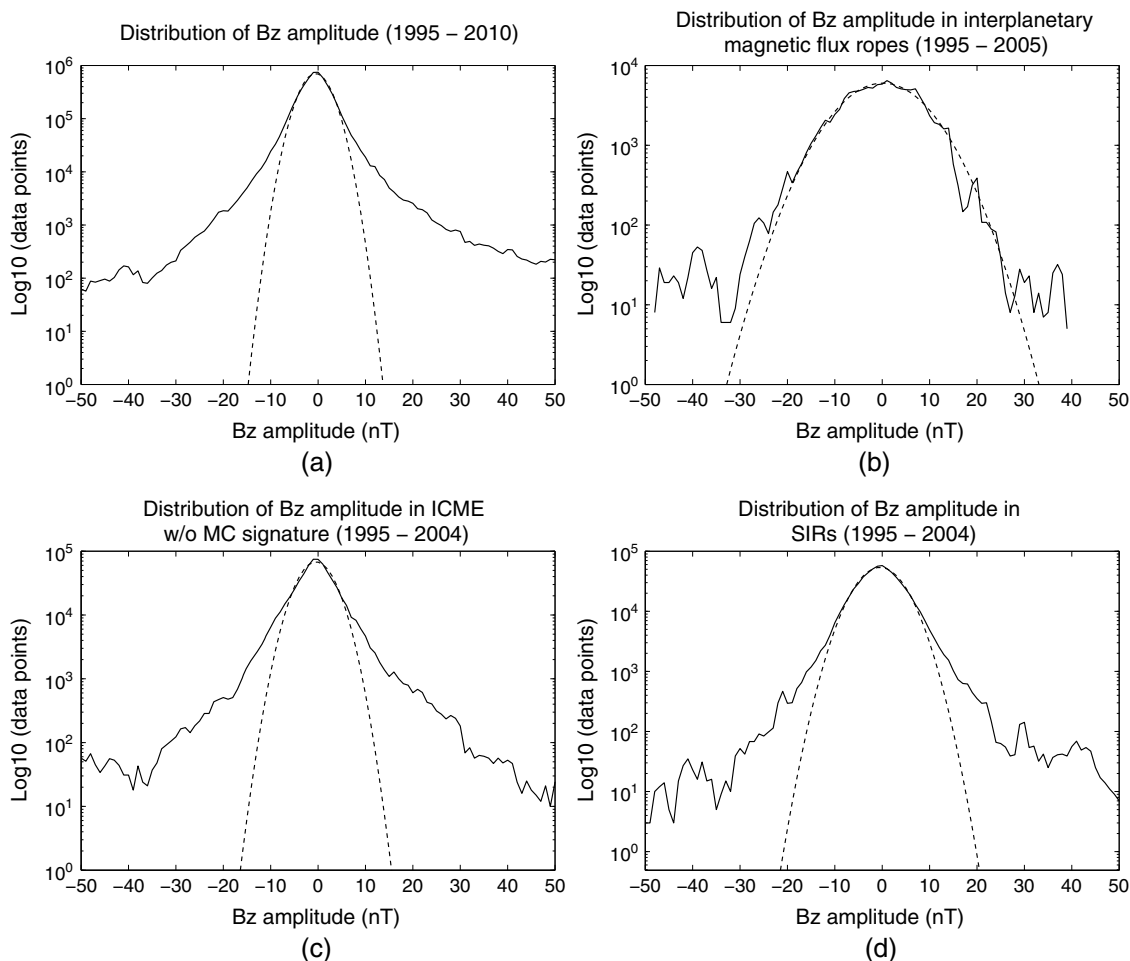 Distribution of Bz amplitude (1995 – 2010)
10^6
10^5
10^4
10^3
10^2
10^1
10^0
Log10 (data points)
−50 −40 −30 −20 −10 0 10 20 30 40 50
Bz amplitude (nT)
(a)
Distribution of Bz amplitude in interplanetary
magnetic flux ropes (1995 – 2005)
10^4
10^3
10^2
10^1
10^0
Log10 (data points)
−50 −40 −30 −20 −10 0 10 20 30 40 50
Bz amplitude (nT)
(b)
Distribution of Bz amplitude in ICME
w/o MC signature (1995 – 2004)
10^5
10^4
10^3
10^2
10^1
10^0
Log10 (data points)
−50 −40 −30 −20 −10 0 10 20 30 40 50
Bz amplitude (nT)
(c)
Distribution of Bz amplitude in
SIRs (1995 – 2004)
10^5
10^4
10^3
10^2
10^1
10^0
Log10 (data points)
−50 −40 −30 −20 −10 0 10 20 30 40 50
Bz amplitude (nT)
(d)